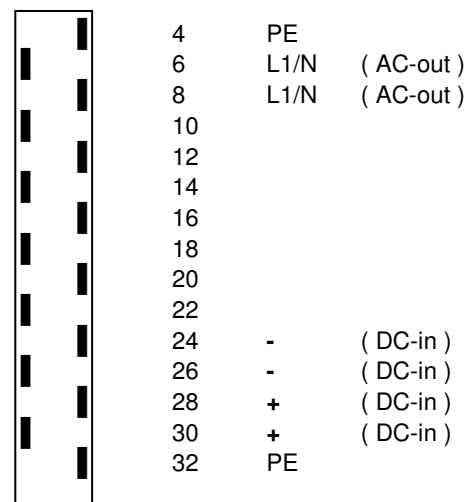 4 PE
6 L1/N ( AC-out )
8 L1/N ( AC-out )
10
12
14
16
18
20
22
24 - ( DC-in )
26 - ( DC-in )
28 + ( DC-in )
30 + ( DC-in )
32 PE